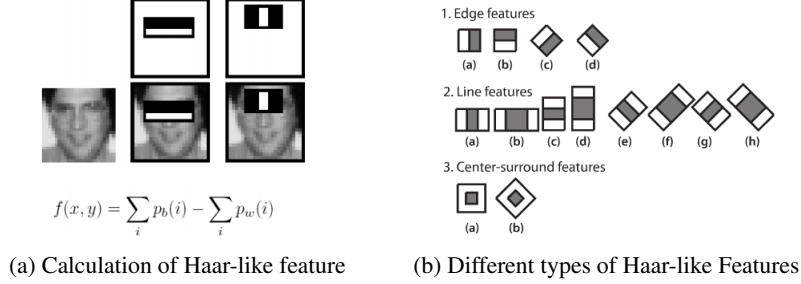 f(x, y) = ∑_i p_b(i) − ∑_i p_w(i)
(a) Calculation of Haar-like feature
1. Edge features
(a) (b) (c) (d)
2. Line features
(a) (b) (c) (d) (e) (f) (g) (h)
3. Center-surround features
(a) (b)
(b) Different types of Haar-like Features